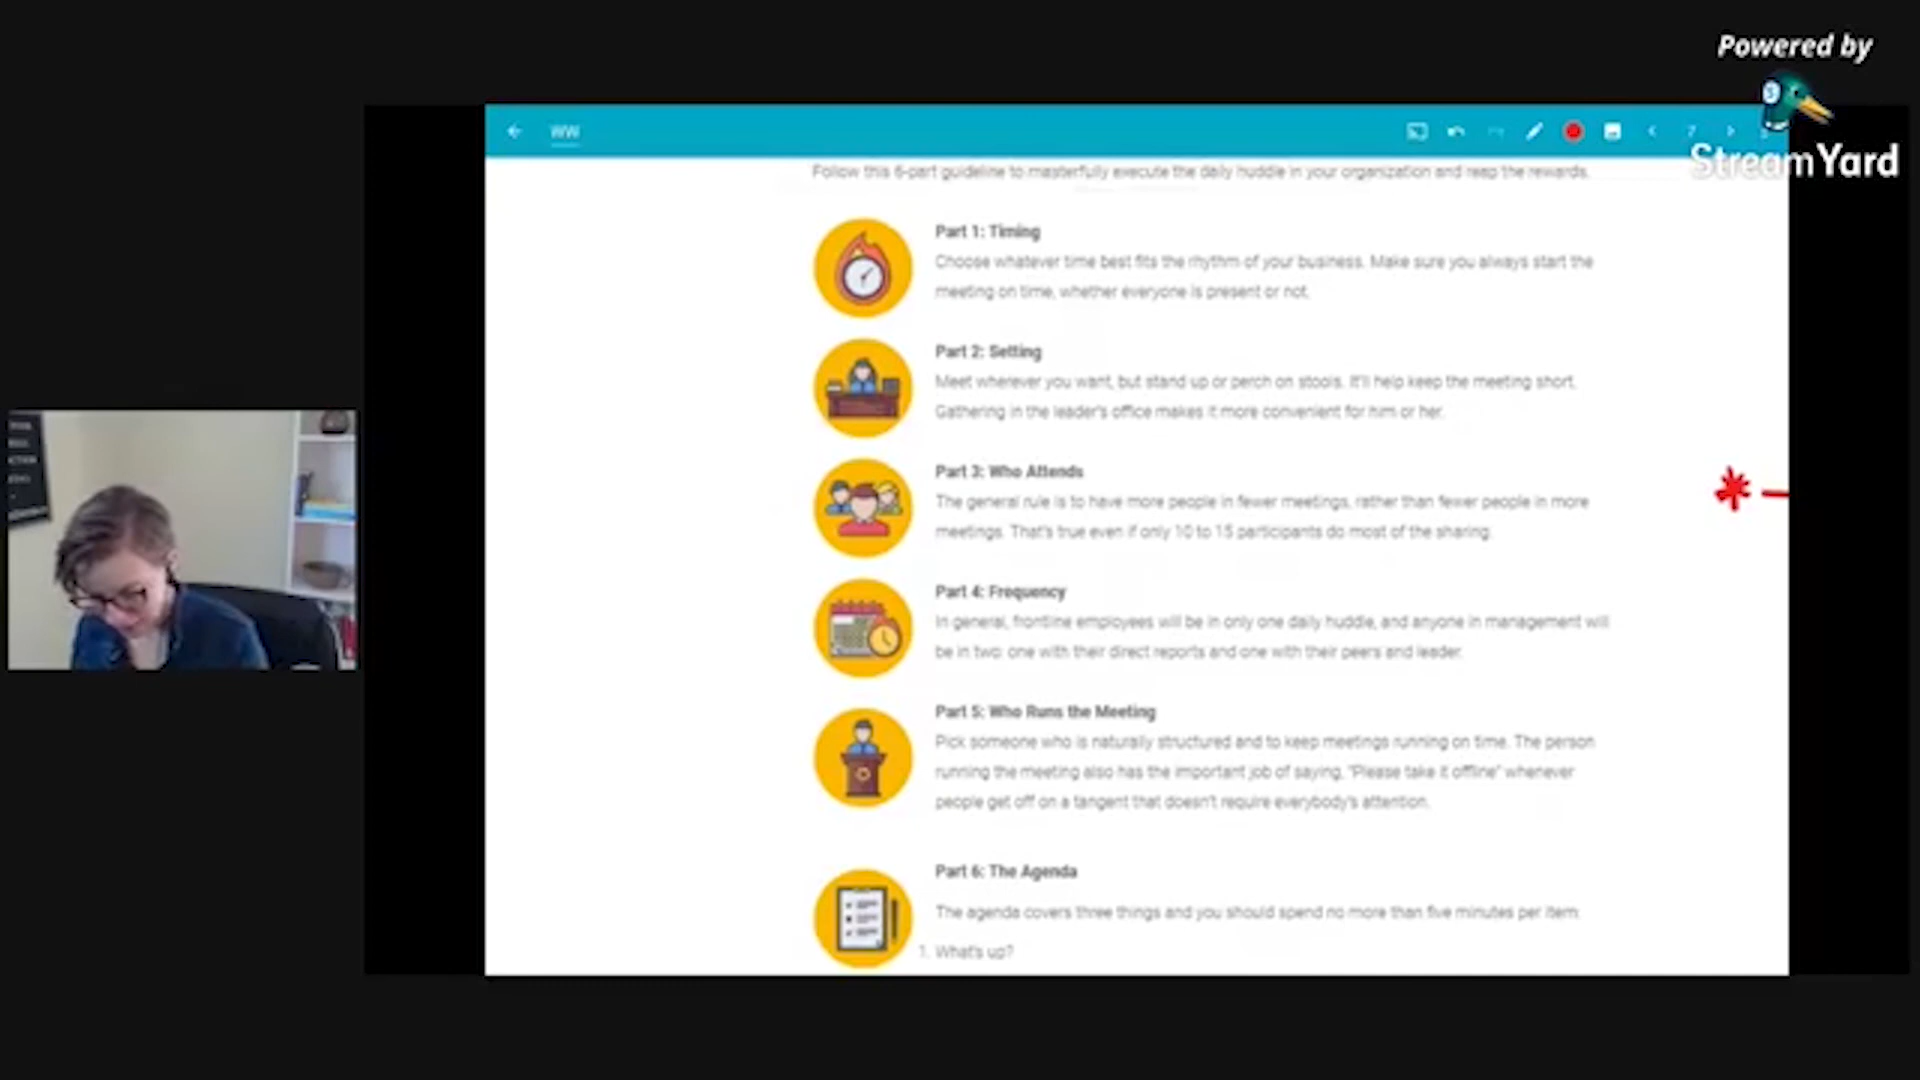 Powered by
StreamYard
WW
7
Follow this 6-part guideline to masterfully execute the daily huddle in your organization and reap the rewards.
Part 1: Timing
Choose whatever time best fits the rhythm of your business. Make sure you always start the
meeting on time, whether everyone is present or not.
Part 2: Setting
Meet wherever you want, but stand up or perch on stools. It'll help keep the meeting short.
Gathering in the leader's office makes it more convenient for him or her.
Part 3: Who Attends
The general rule is to have more people in fewer meetings, rather than fewer people in more
meetings. That's true even if only 10 to 15 participants do most of the sharing.
Part 4: Frequency
In general, frontline employees will be in only one daily huddle, and anyone in management will
be in two: one with their direct reports and one with their peers and leader.
Part 5: Who Runs the Meeting
Pick someone who is naturally structured and to keep meetings running on time. The person
running the meeting also has the important job of saying, "Please take it offline" whenever
people get off on a tangent that doesn't require everybody's attention.
Part 6: The Agenda
The agenda covers three things and you should spend no more than five minutes per item:
1. What's up?